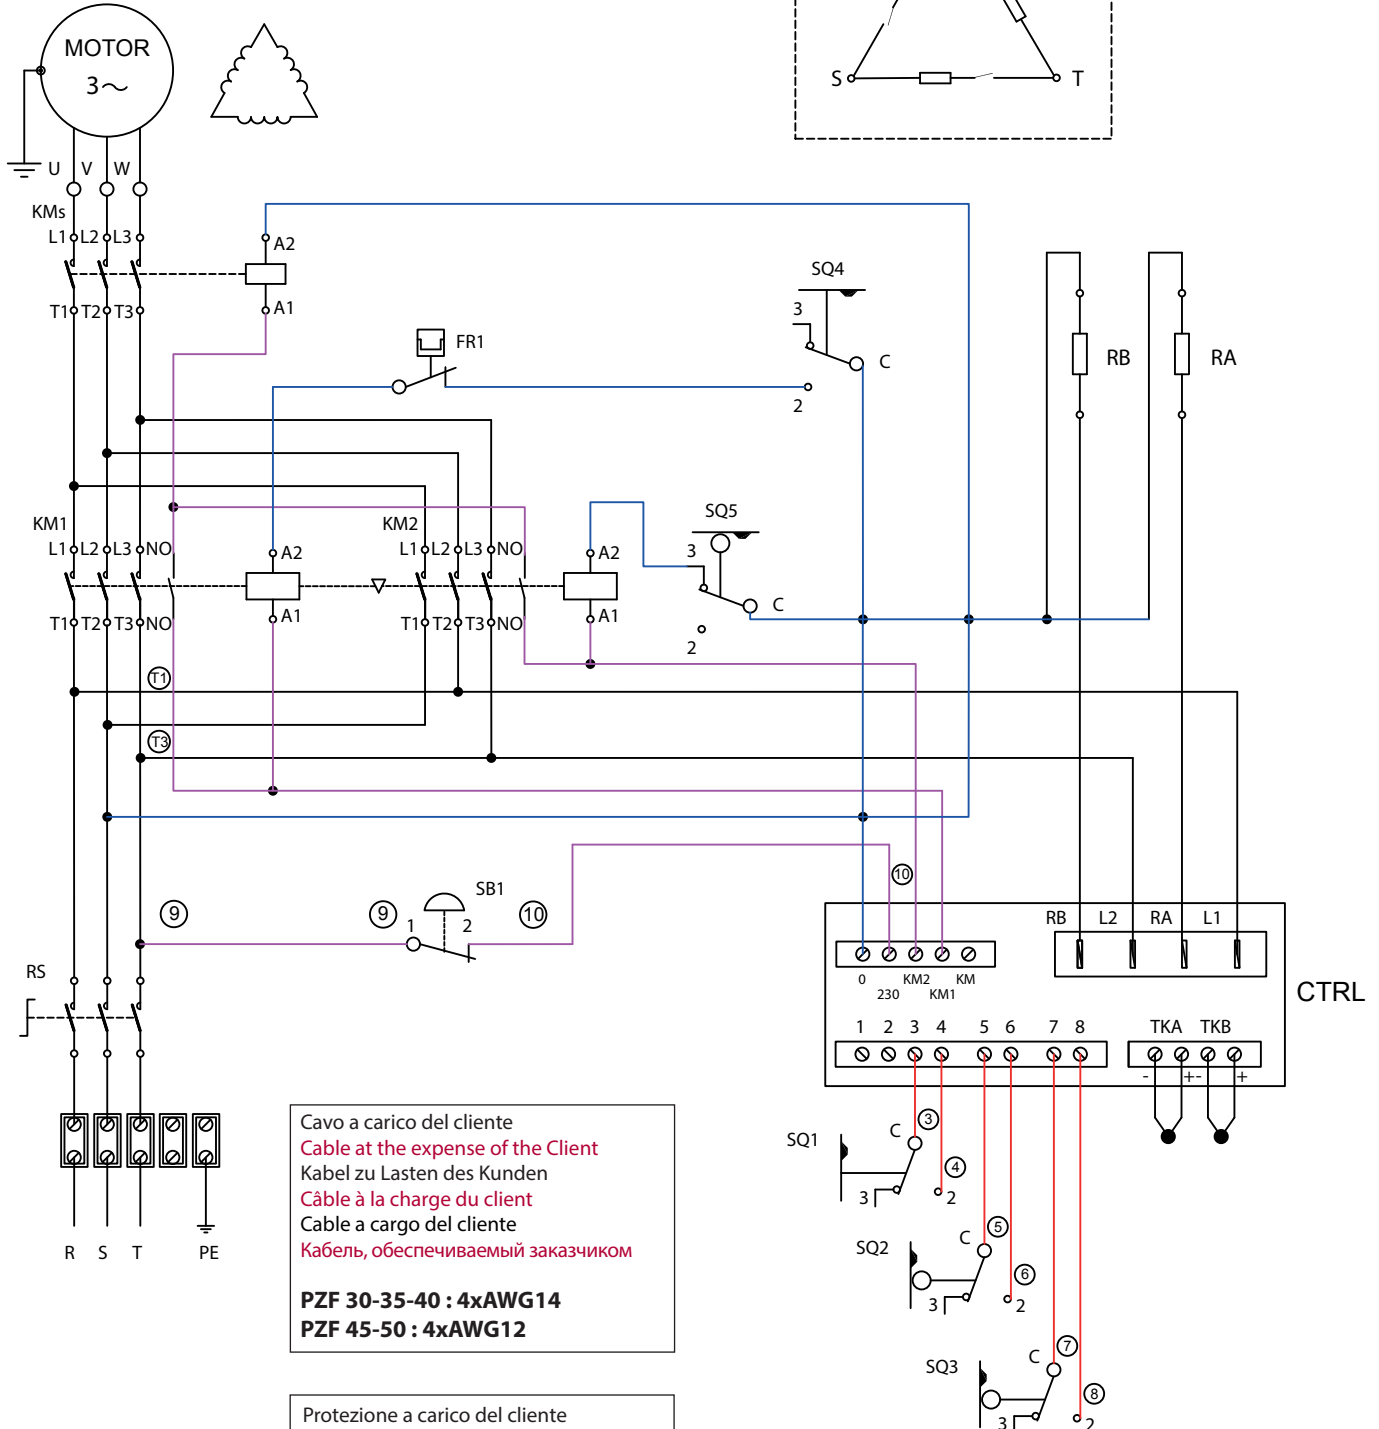 MOTOR
3~
S
T
U V W
KMs
L1 L2 L3
A2
T1 T2 T3
A1
FR1
SQ4
3
C
2
RB
RA
KM1
L1 L2 L3 NO
A2
KM2
L1 L2 L3 NO
A2
SQ5
3
C
2
T1 T2 T3 NO
A1
T1 T2 T3 NO
A1
T1
T3
9
9
1
SB1
2
10
10
RS
RB L2 RA L1
0
230
KM2
KM1
KM
CTRL
1 2 3 4 5 6 7 8
TKA TKB
- + - +
SQ1
C
3
4
3
2
SQ2
C
5
6
3
2
SQ3
C
7
8
3
2
R S T PE
Cavo a carico del cliente
Cable at the expense of the Client
Kabel zu Lasten des Kunden
Câble à la charge du client
Cable a cargo del cliente
Кабель, обеспечиваемый заказчиком
PZF 30-35-40 : 4xAWG14
PZF 45-50 : 4xAWG12
Protezione a carico del cliente